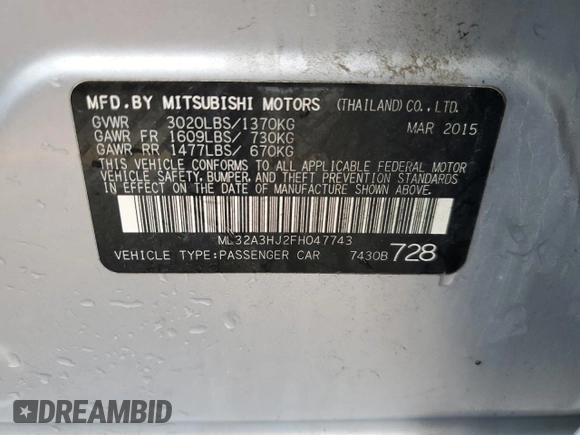 MFD.BY MITSUBISHI MOTORS (THAILAND) CO., LTD.
GVWR 3020LBS/1370KG MAR 2015
GAWR FR 1609LBS/ 730KG
GAWR RR 1477LBS/ 670KG
THIS VEHICLE CONFORMS TO ALL APPLICABLE FEDERAL MOTOR
VEHICLE SAFETY, BUMPER, AND THEFT PREVENTION STANDARDS
IN EFFECT ON THE DATE OF MANUFACTURE SHOWN ABOVE.
ML32A3HJ2FH047743
VEHICLE TYPE:PASSENGER CAR 7430B 728
DREAMBID